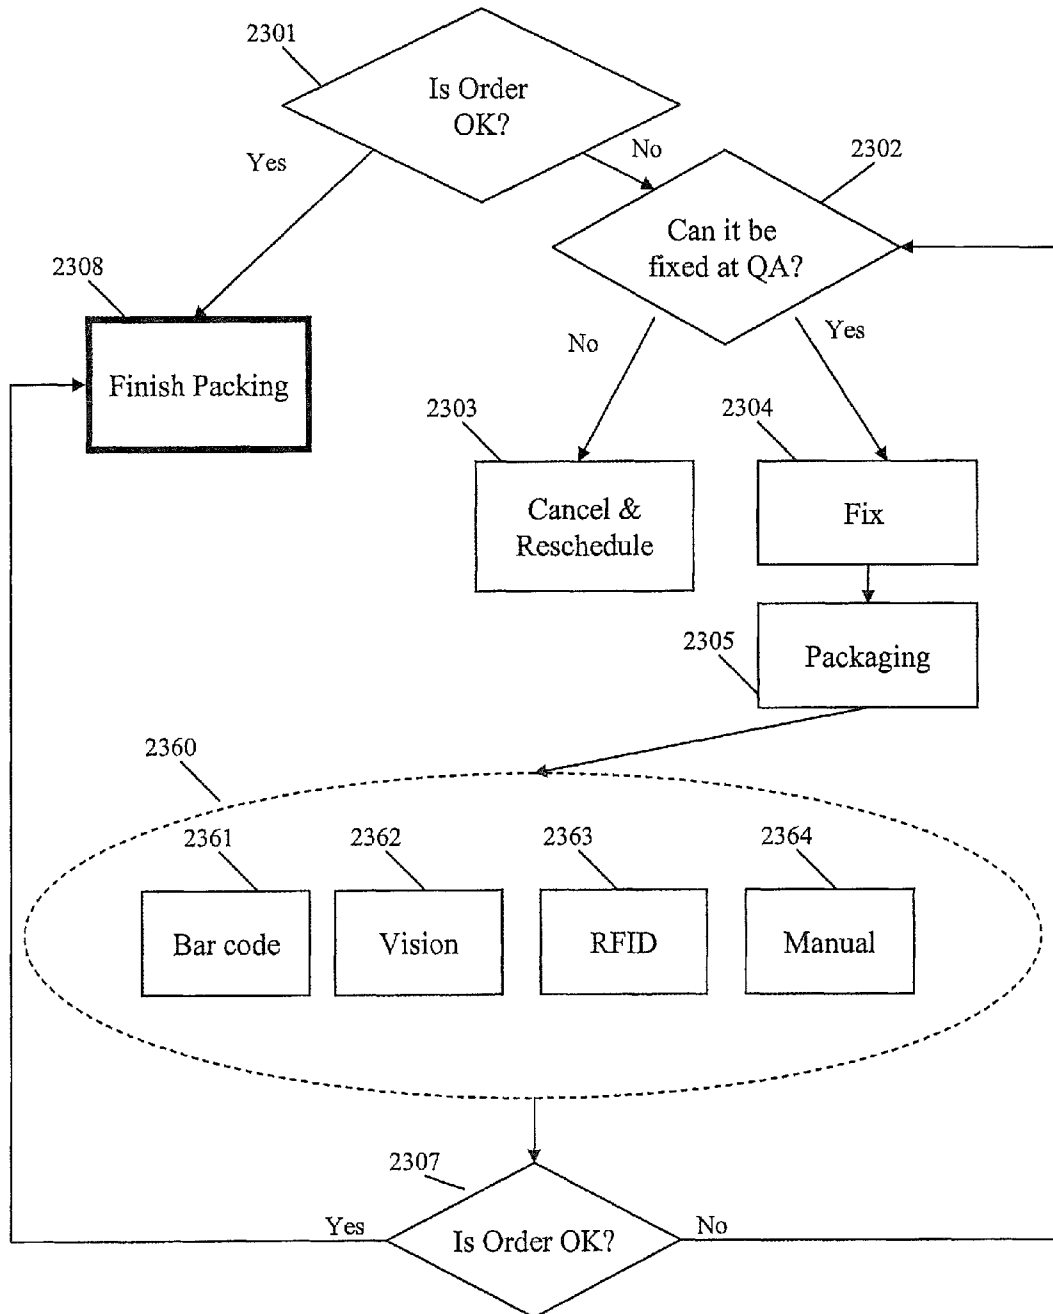 2301
Is Order
OK?
Yes
No
2302
Can it be
fixed at QA?
2308
Finish Packing
No
Yes
2303
2304
Cancel &
Reschedule
Fix
2305
Packaging
2360
2361
2362
2363
2364
Bar code
Vision
RFID
Manual
2307
Yes
Is Order OK?
No